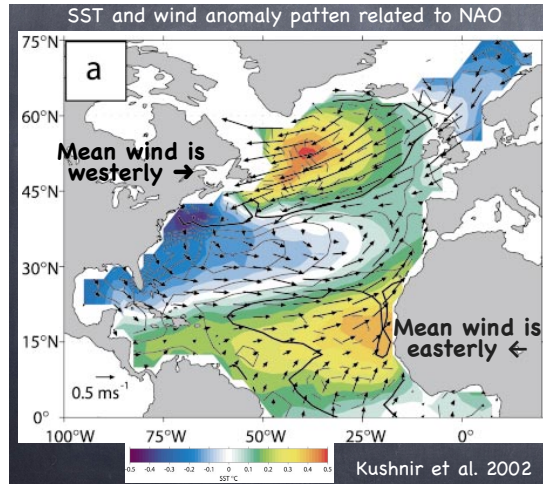 SST and wind anomaly patten related to NAO
75°N
a
60°N
Mean wind is
westerly →
45°N
30°N
15°N
Mean wind is
easterly ←
0.5 ms⁻¹
0°
100°W 75°W 50°W 25°W 0°
-0.5 -0.4 -0.3 -0.2 -0.1 0 0.1 0.2 0.3 0.4 0.5
SST °C
Kushnir et al. 2002